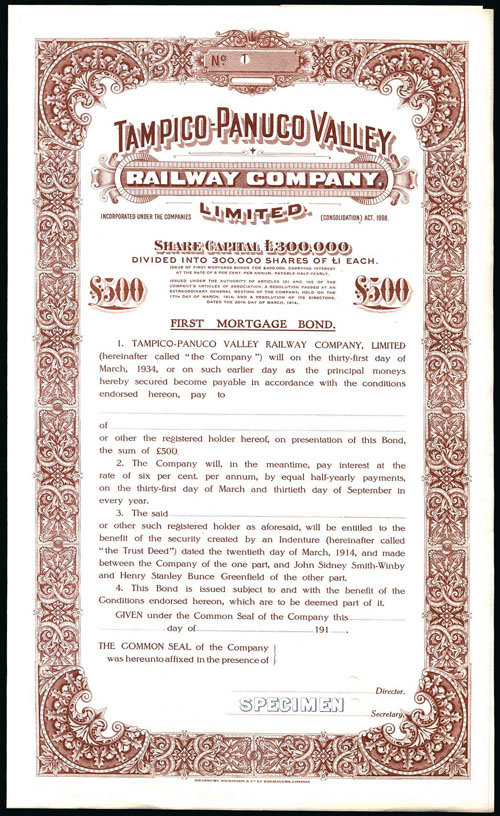 Nº 1
TAMPICO-PANUCO VALLEY
RAILWAY COMPANY,
LIMITED.
INCORPORATED UNDER THE COMPANIES (CONSOLIDATION) ACT, 1908.
SHARE CAPITAL £300,000
DIVIDED INTO 300,000 SHARES OF £1 EACH.
ISSUE OF FIRST MORTGAGE BONDS FOR £400,000, CARRYING INTEREST
AT THE RATE OF 6 PER CENT. PER ANNUM, PAYABLE HALF-YEARLY.
ISSUED UNDER THE AUTHORITY OF ARTICLES 101 AND 102 OF THE
COMPANY'S ARTICLES OF ASSOCIATION, A RESOLUTION PASSED AT AN
EXTRAORDINARY GENERAL MEETING OF THE COMPANY, HELD ON THE
17TH DAY OF MARCH, 1914, AND A RESOLUTION OF ITS DIRECTORS,
DATED THE 20TH DAY OF MARCH, 1914.
£500 £500
FIRST MORTGAGE BOND.
1. TAMPICO-PANUCO VALLEY RAILWAY COMPANY, LIMITED
(hereinafter called "the Company") will on the thirty-first day of
March, 1934, or on such earlier day as the principal moneys
hereby secured become payable in accordance with the conditions
endorsed hereon, pay to
of
or other the registered holder hereof, on presentation of this Bond,
the sum of £500.
2. The Company will, in the meantime, pay interest at the
rate of six per cent. per annum, by equal half-yearly payments,
on the thirty-first day of March and thirtieth day of September in
every year.
3. The said
or other such registered holder as aforesaid, will be entitled to the
benefit of the security created by an Indenture (hereinafter called
"the Trust Deed") dated the twentieth day of March, 1914, and made
between the Company of the one part, and John Sidney Smith-Winby
and Henry Stanley Bunce Greenfield of the other part.
4. This Bond is issued subject to and with the benefit of the
Conditions endorsed hereon, which are to be deemed part of it.
GIVEN under the Common Seal of the Company this
day of 191 .
THE COMMON SEAL of the Company
was hereunto affixed in the presence of
Director.
SPECIMEN
Secretary.